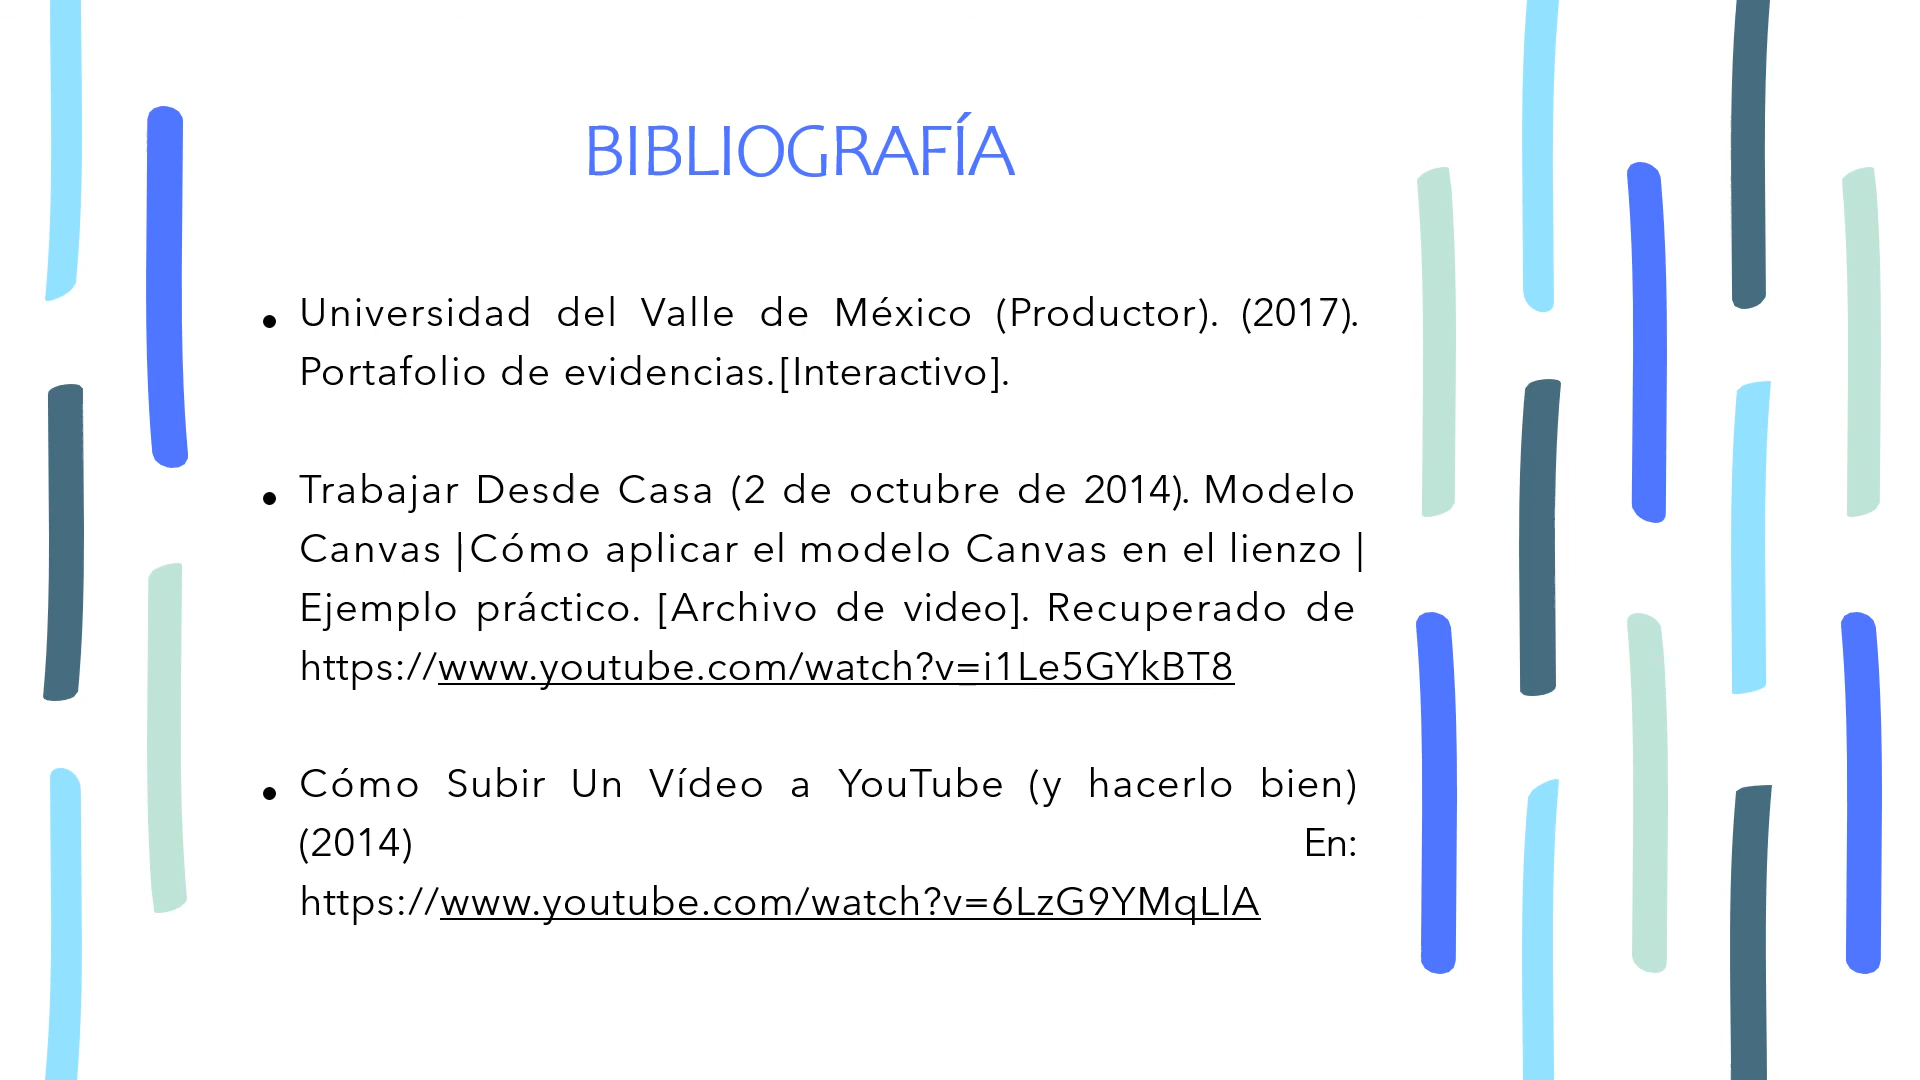 BIBLIOGRAFÍA
• Universidad del Valle de México (Productor). (2017).
Portafolio de evidencias.[Interactivo].
• Trabajar Desde Casa (2 de octubre de 2014). Modelo
Canvas |Cómo aplicar el modelo Canvas en el lienzo |
Ejemplo práctico. [Archivo de video]. Recuperado de
https://www.youtube.com/watch?v=i1Le5GYkBT8
• Cómo Subir Un Vídeo a YouTube (y hacerlo bien)
(2014) En:
https://www.youtube.com/watch?v=6LzG9YMqLlA